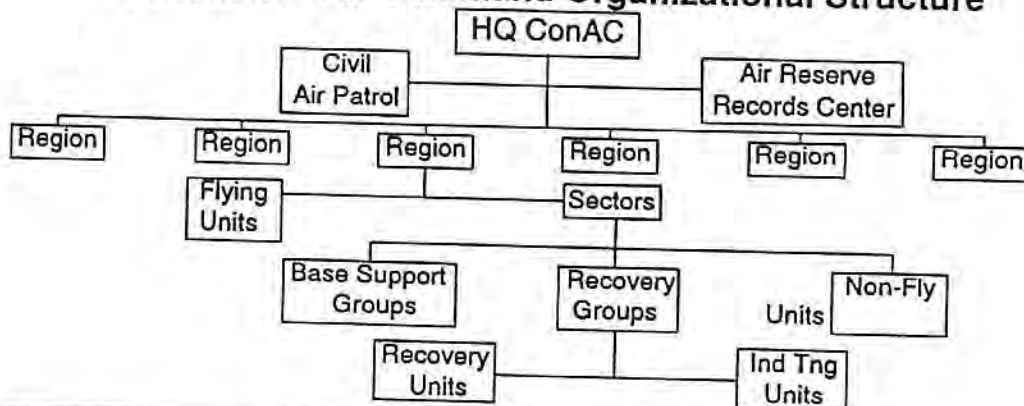 Organizational Structure
HQ ConAC
Civil
Air Patrol
Air Reserve
Records Center
Region
Region
Region
Region
Region
Region
Flying
Units
Sectors
Base Support
Groups
Recovery
Groups
Non-Fly
Units
Recovery
Units
Ind Tng
Units